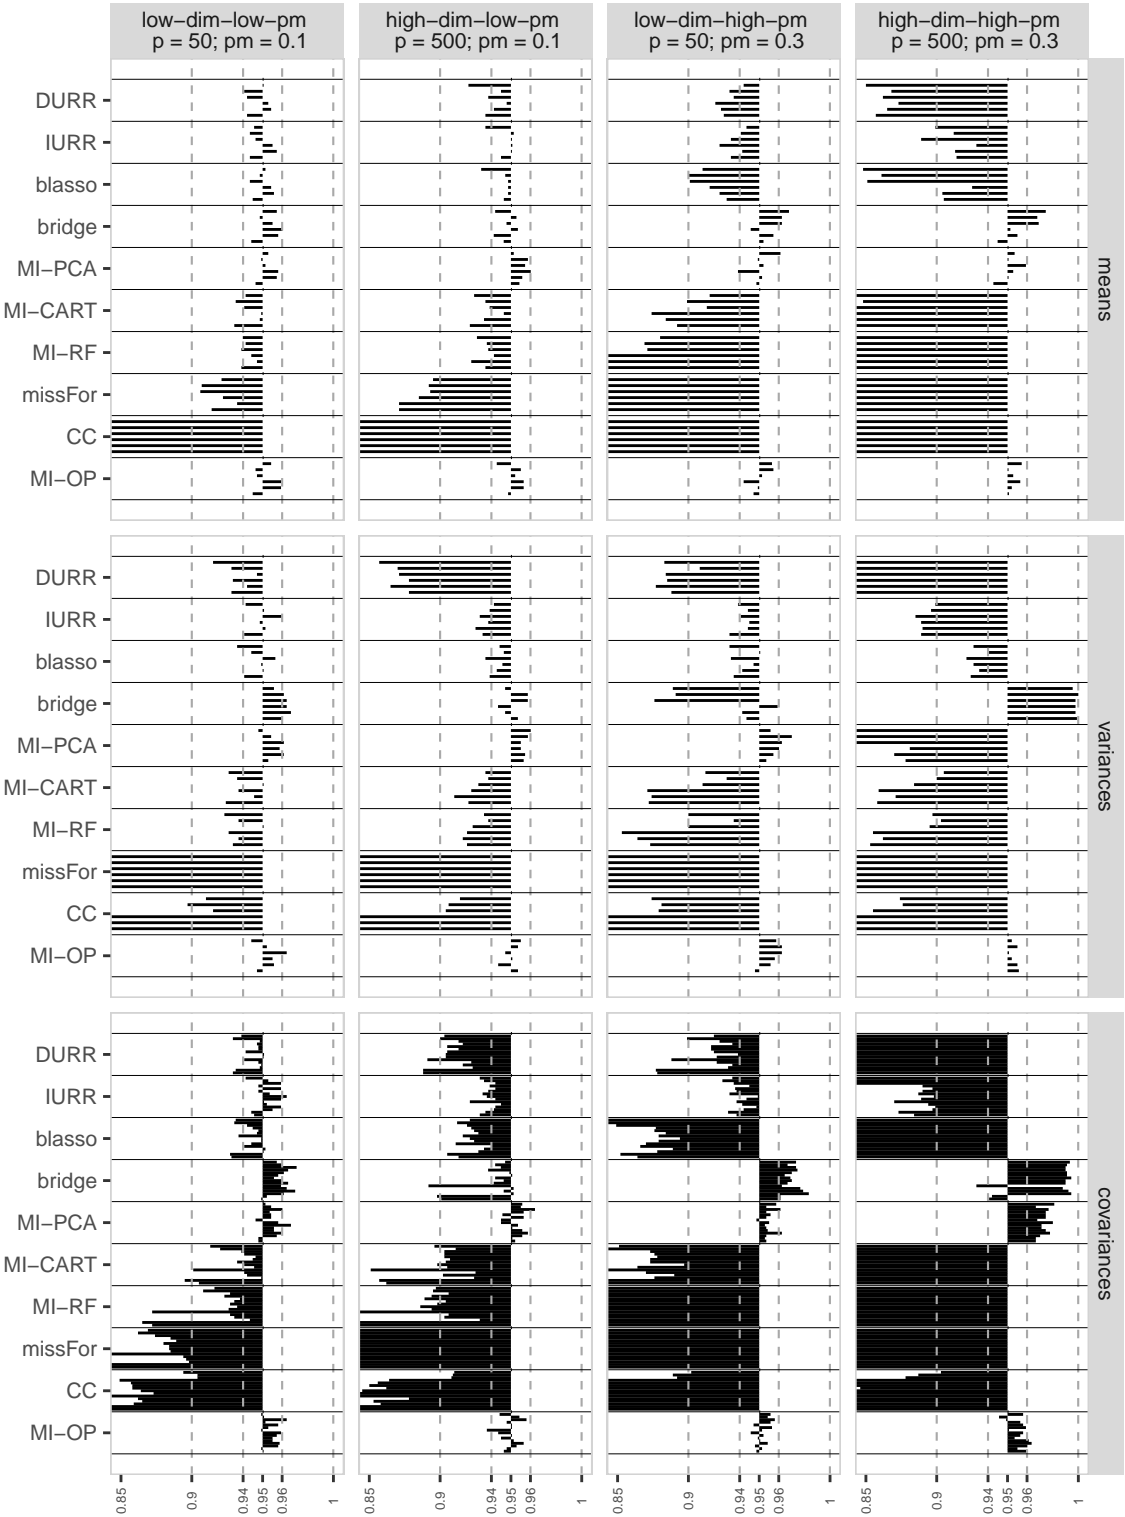 low−dim−low−pm
p = 50; pm = 0.1
high−dim−low−pm
p = 500; pm = 0.1
low−dim−high−pm
p = 50; pm = 0.3
high−dim−high−pm
p = 500; pm = 0.3
DURR
IURR
blasso
bridge
MI−PCA
MI−CART
MI−RF
missFor
CC
MI−OP
means
DURR
IURR
blasso
bridge
MI−PCA
MI−CART
MI−RF
missFor
CC
MI−OP
variances
DURR
IURR
blasso
bridge
MI−PCA
MI−CART
MI−RF
missFor
CC
MI−OP
covariances
0.85 0.9 0.94 0.95 0.96 1
0.85 0.9 0.94 0.95 0.96 1
0.85 0.9 0.94 0.95 0.96 1
0.85 0.9 0.94 0.95 0.96 1